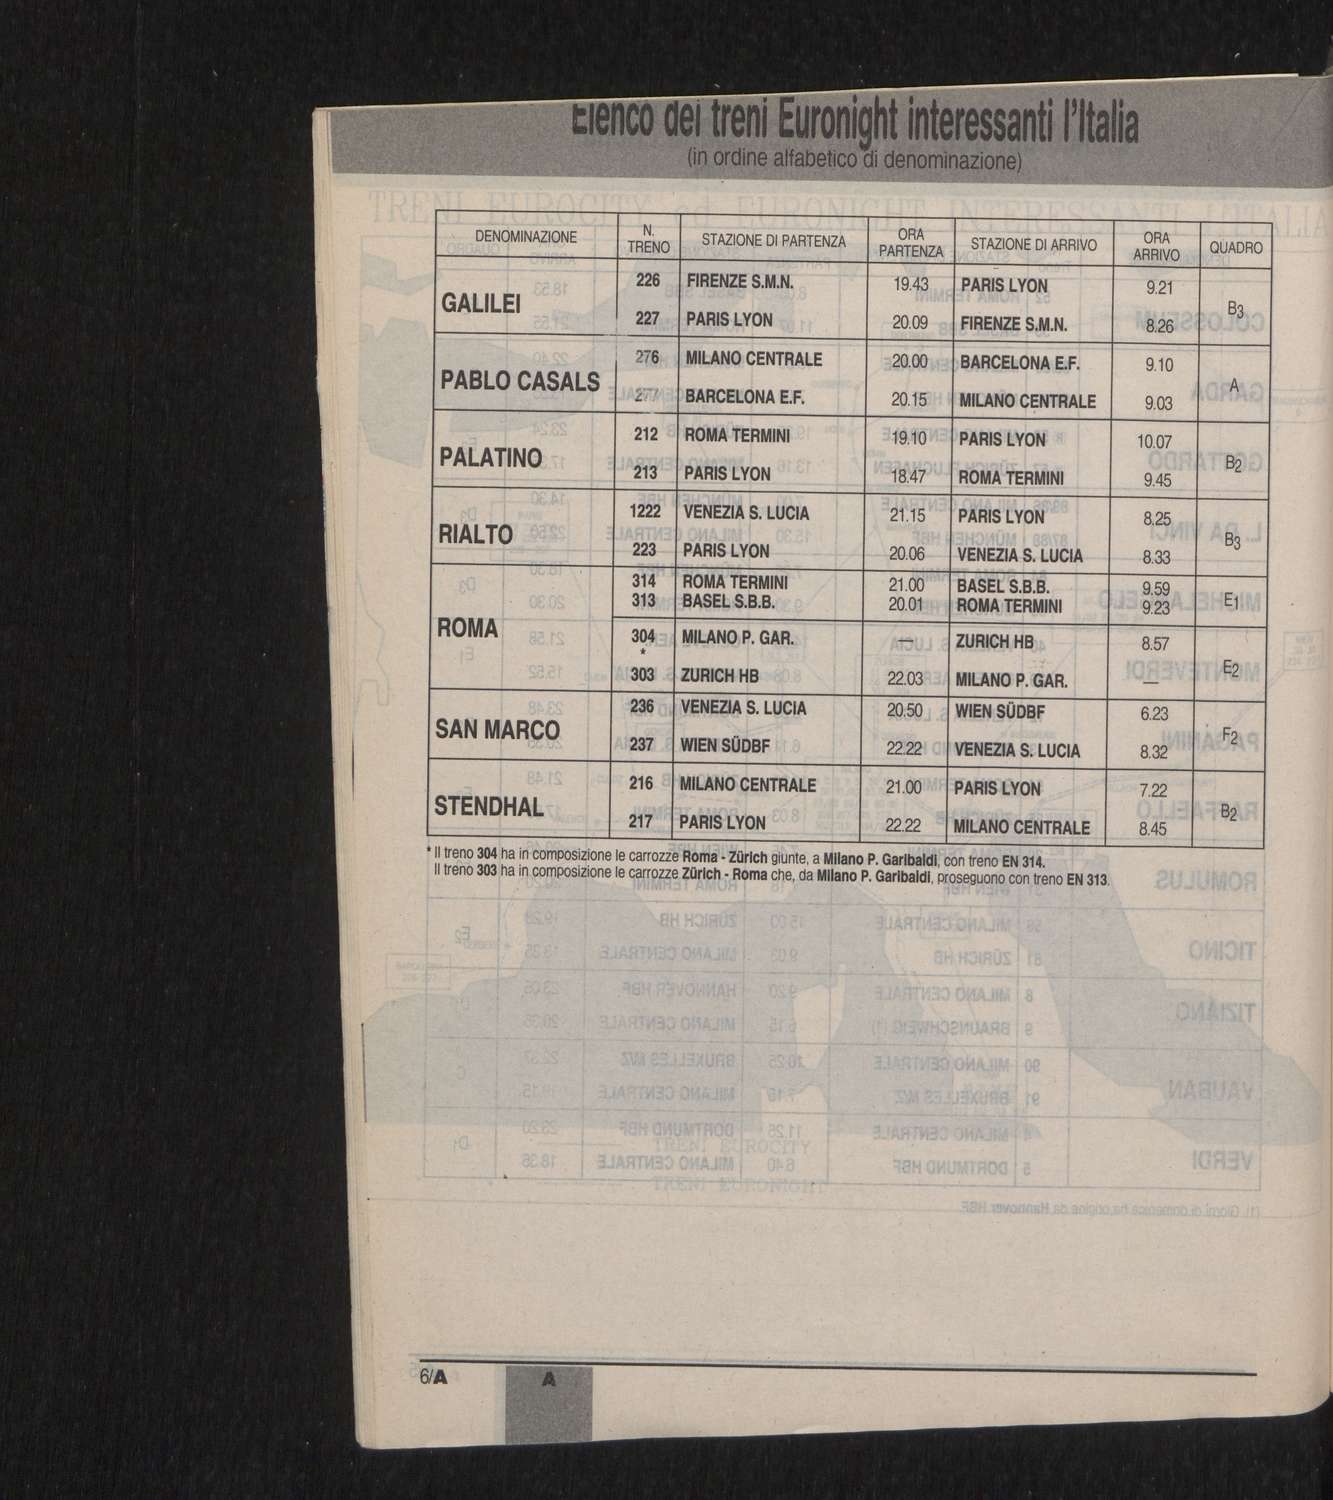 Elenco dei treni Euronight interessanti l'Italia
(in ordine alfabetico di denominazione)
DENOMINAZIONE N. TRENO STAZIONE DI PARTENZA ORA PARTENZA STAZIONE DI ARRIVO ORA ARRIVO QUADRO
GALILEI 226 FIRENZE S.M.N. 19.43 PARIS LYON 9.21 B3
227 PARIS LYON 20.09 FIRENZE S.M.N. 8.26
PABLO CASALS 276 MILANO CENTRALE 20.00 BARCELONA E.F. 9.10 A
277 BARCELONA E.F. 20.15 MILANO CENTRALE 9.03
PALATINO 212 ROMA TERMINI 19.10 PARIS LYON 10.07 B2
213 PARIS LYON 18.47 ROMA TERMINI 9.45
RIALTO 1222 VENEZIA S. LUCIA 21.15 PARIS LYON 8.25 B3
223 PARIS LYON 20.06 VENEZIA S. LUCIA 8.33
ROMA 314 ROMA TERMINI 21.00 BASEL S.B.B. 9.59 E1
313 BASEL S.B.B. 20.01 ROMA TERMINI 9.23
304 * MILANO P. GAR. — ZURICH HB 8.57 E2
303 ZURICH HB 22.03 MILANO P. GAR. —
SAN MARCO 236 VENEZIA S. LUCIA 20.50 WIEN SÜDBF 6.23 F2
237 WIEN SÜDBF 22.22 VENEZIA S. LUCIA 8.32
STENDHAL 216 MILANO CENTRALE 21.00 PARIS LYON 7.22 B2
217 PARIS LYON 22.22 MILANO CENTRALE 8.45
* Il treno 304 ha in composizione le carrozze Roma - Zürich giunte, a Milano P. Garibaldi, con treno EN 314.
Il treno 303 ha in composizione le carrozze Zürich - Roma che, da Milano P. Garibaldi, proseguono con treno EN 313.
6/A A